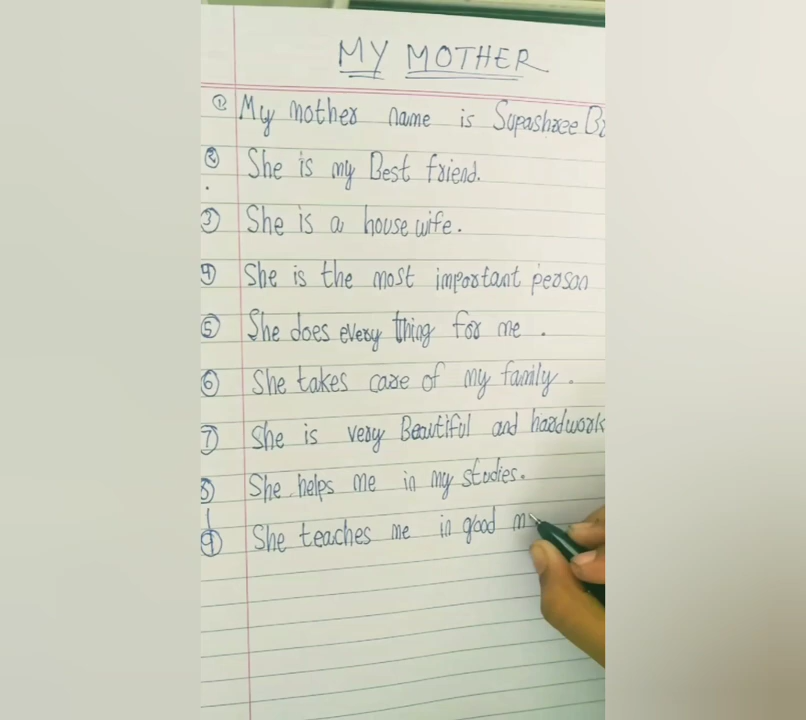 MY MOTHER
① My mother name is Supashree
② She is my Best friend.
③ She is a house wife.
④ She is the most important person
⑤ She does every thing for me .
⑥ She takes care of my family .
⑦ She is very Beautiful and hardwork
⑧ She helps me in my studies.
⑨ She teaches me in good m